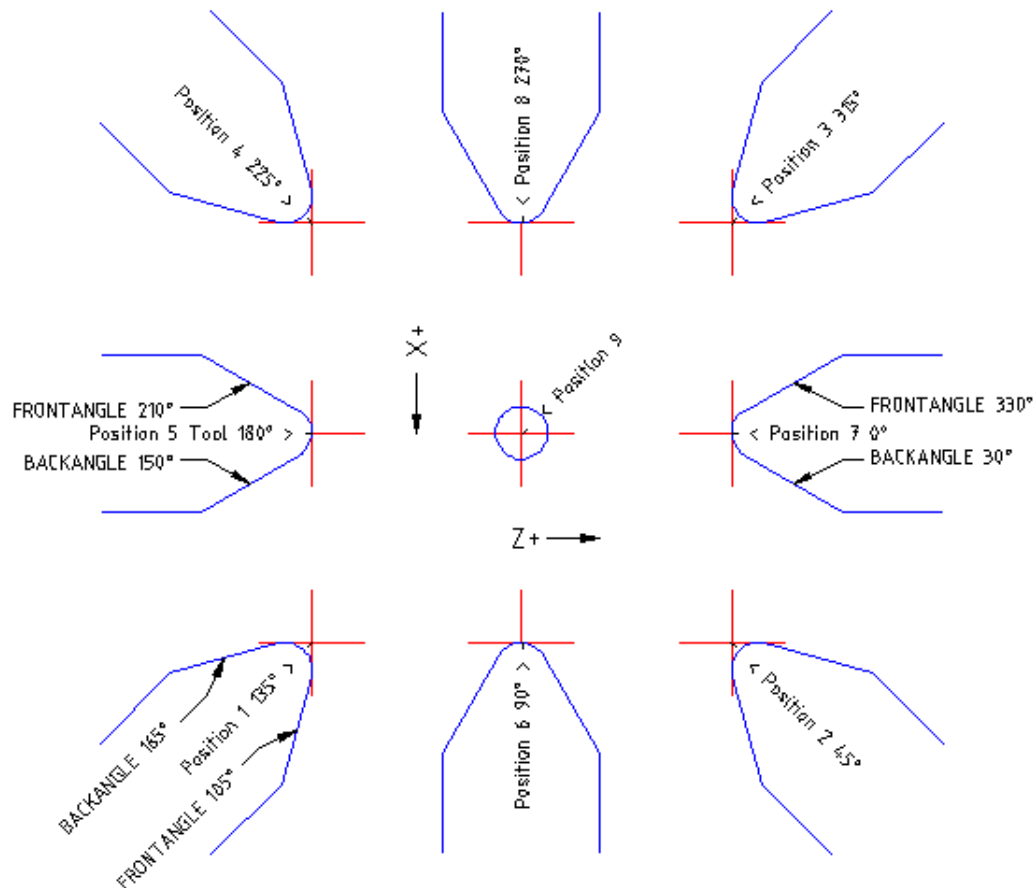 Position 4 225°
Position 8 270°
Position 3 315°
X+
Position 9
FRONTANGLE 210°
Position 5 Tool 180°
BACKANGLE 150°
FRONTANGLE 330°
Position 7 0°
BACKANGLE 30°
Z+
BACKANGLE 165°
Position 1 135°
FRONTANGLE 105°
Position 6 90°
Position 2 45°